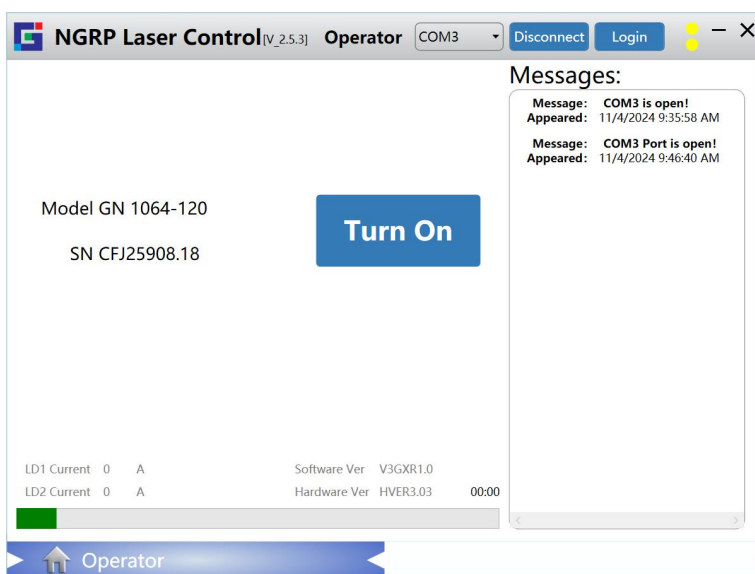 NGRP Laser Control[V_2.5.3] Operator COM3 Disconnect Login
Messages:
Message: COM3 is open!
Appeared: 11/4/2024 9:35:58 AM
Message: COM3 Port is open!
Appeared: 11/4/2024 9:46:40 AM
Model GN 1064-120
Turn On
SN CFJ25908.18
LD1 Current 0 A Software Ver V3GXR1.0
LD2 Current 0 A Hardware Ver HVER3.03 00:00
Operator